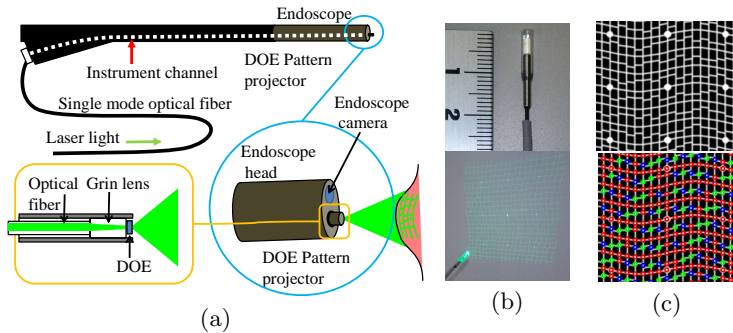 Endoscope
Instrument channel
DOE Pattern
projector
Single mode optical fiber
Laser light
Endoscope
camera
Endoscope
head
Optical
fiber
Grin lens
DOE
DOE Pattern
projector
1
2
(a)
(b)
(c)